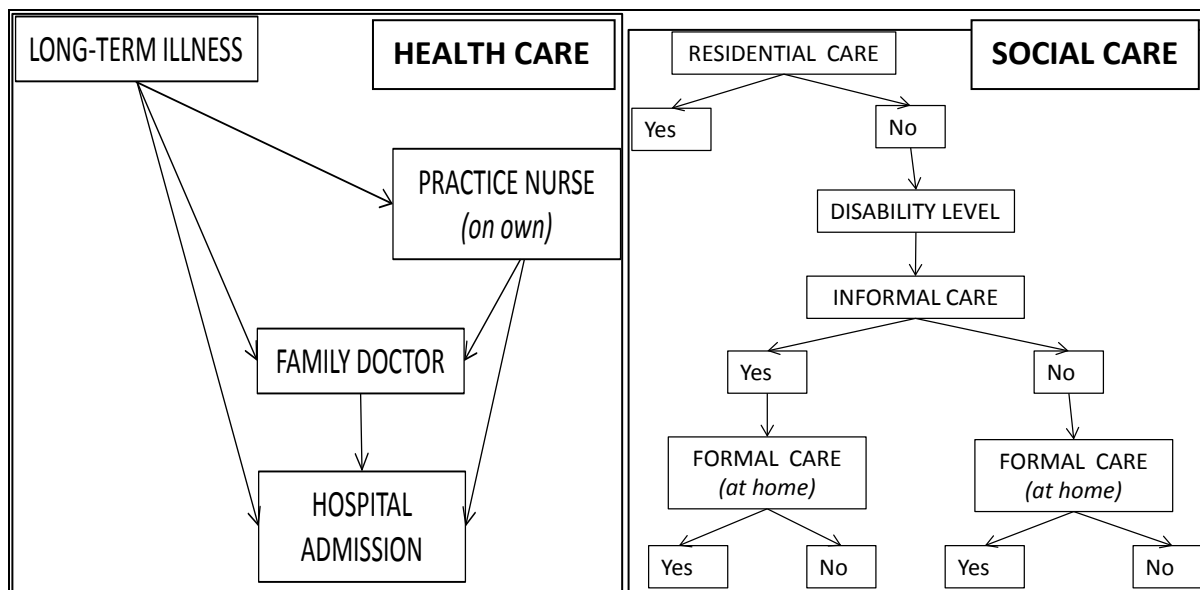 LONG-TERM ILLNESS
HEALTH CARE
PRACTICE NURSE
(on own)
FAMILY DOCTOR
HOSPITAL
ADMISSION
RESIDENTIAL CARE
SOCIAL CARE
Yes
No
DISABILITY LEVEL
INFORMAL CARE
Yes
No
FORMAL CARE
(at home)
FORMAL CARE
(at home)
Yes
No
Yes
No